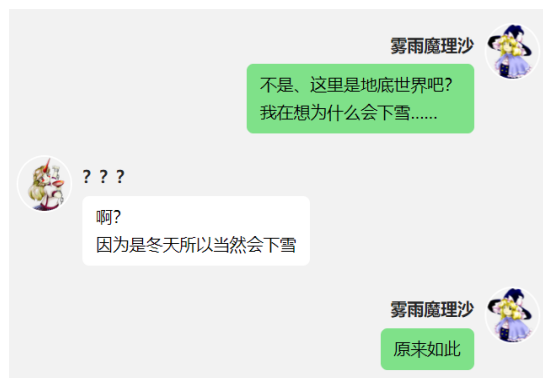 雾雨魔理沙
不是、这里是地底世界吧?
我在想为什么会下雪……
？？？
啊?
因为是冬天所以当然会下雪
雾雨魔理沙
原来如此